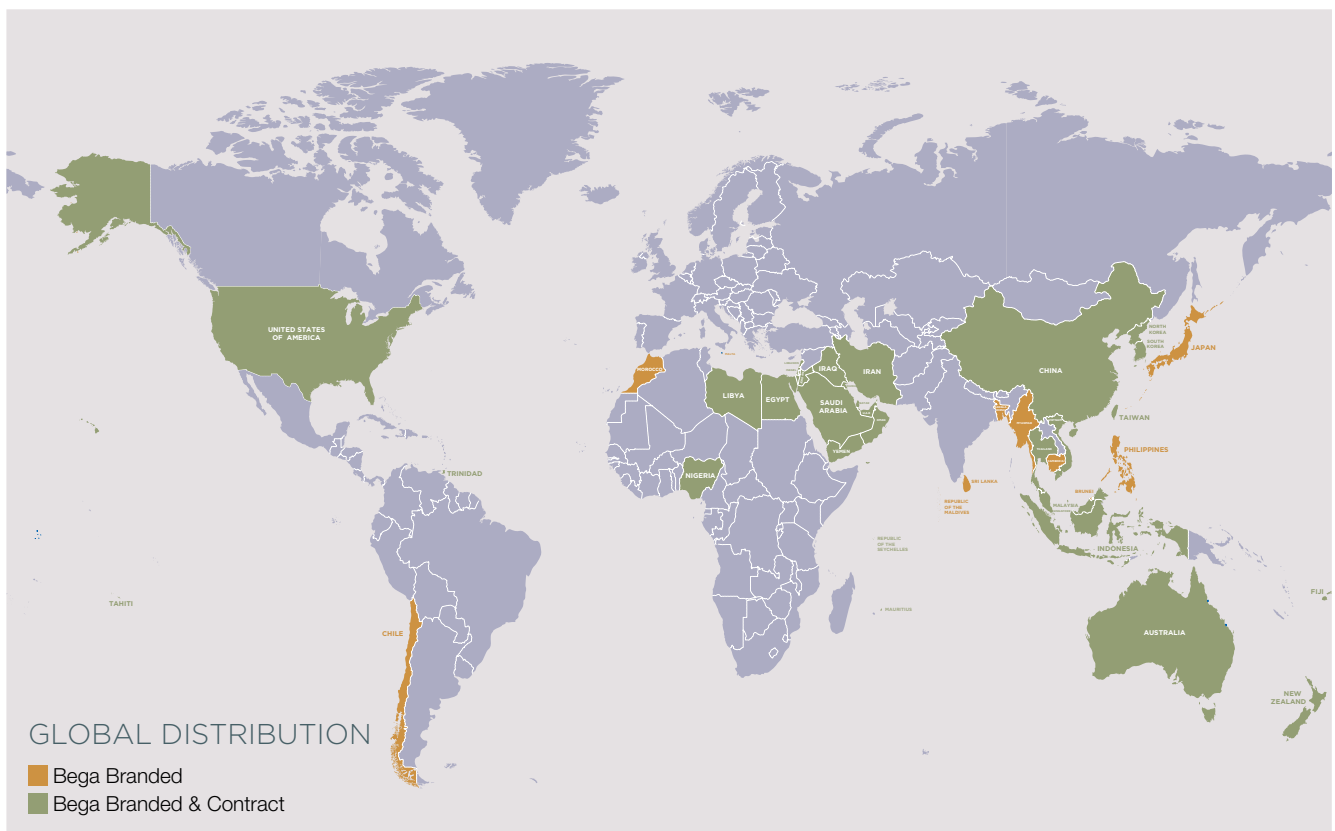 UNITED STATES
OF AMERICA
TRINIDAD
TAHITI
CHILE
MOROCCO
LIBYA
EGYPT
NIGERIA
IRAQ
IRAN
SAUDI
ARABIA
YEMEN
REPUBLIC
OF THE
SEYCHELLES
MAURITIUS
CHINA
NORTH
KOREA
SOUTH
KOREA
JAPAN
TAIWAN
PHILIPPINES
SRI LANKA
REPUBLIC
OF THE
MALDIVES
BRUNEI
MALAYSIA
INDONESIA
AUSTRALIA
FIJI
NEW
ZEALAND
GLOBAL DISTRIBUTION
Bega Branded
Bega Branded & Contract